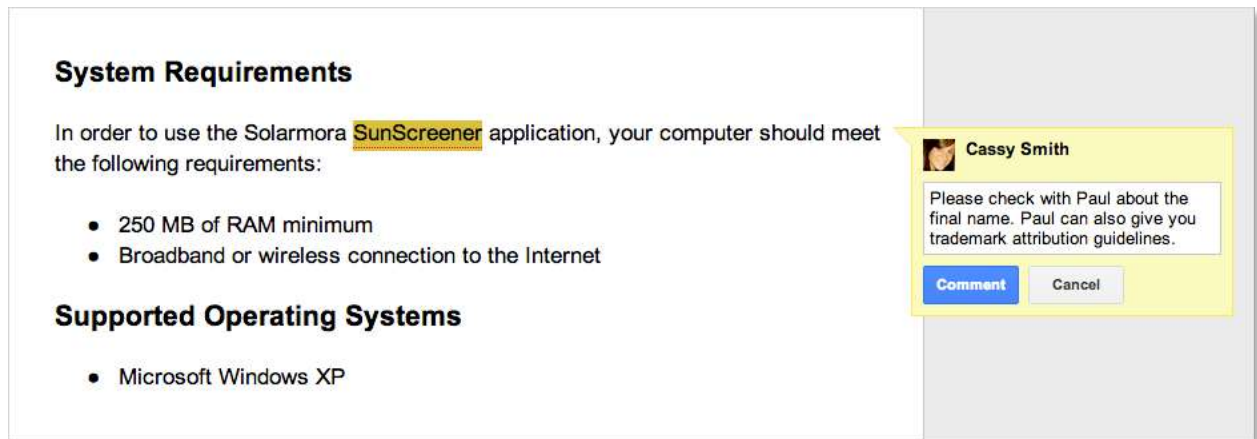 System Requirements
In order to use the Solarmora SunScreener application, your computer should meet
the following requirements:
● 250 MB of RAM minimum
● Broadband or wireless connection to the Internet
Supported Operating Systems
● Microsoft Windows XP
Cassy Smith
Please check with Paul about the
final name. Paul can also give you
trademark attribution guidelines.
Comment Cancel